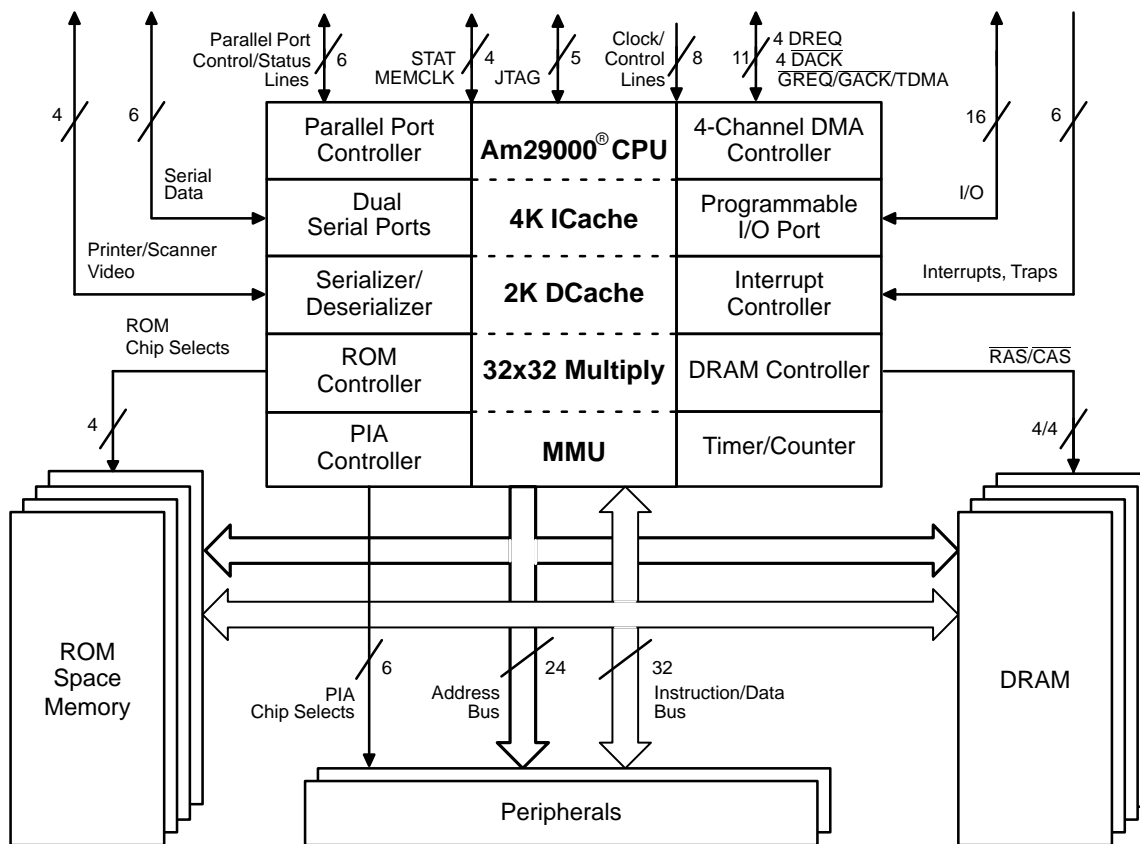 Parallel Port
Control/Status
Lines
6
STAT
MEMCLK
4
JTAG
5
Clock/
Control
Lines
8
11
4 DREQ
4 DACK
GREQ/GACK/TDMA
4
6
16
6
Serial
Data
Printer/Scanner
Video
I/O
Interrupts, Traps
Parallel Port
Controller
Am29000® CPU
4-Channel DMA
Controller
Dual
Serial Ports
4K ICache
Programmable
I/O Port
Serializer/
Deserializer
2K DCache
Interrupt
Controller
ROM
Controller
32x32 Multiply
DRAM Controller
PIA
Controller
MMU
Timer/Counter
ROM
Chip Selects
4
RAS/CAS
4/4
ROM
Space
Memory
DRAM
6
PIA
Chip Selects
24
Address
Bus
32
Instruction/Data
Bus
Peripherals